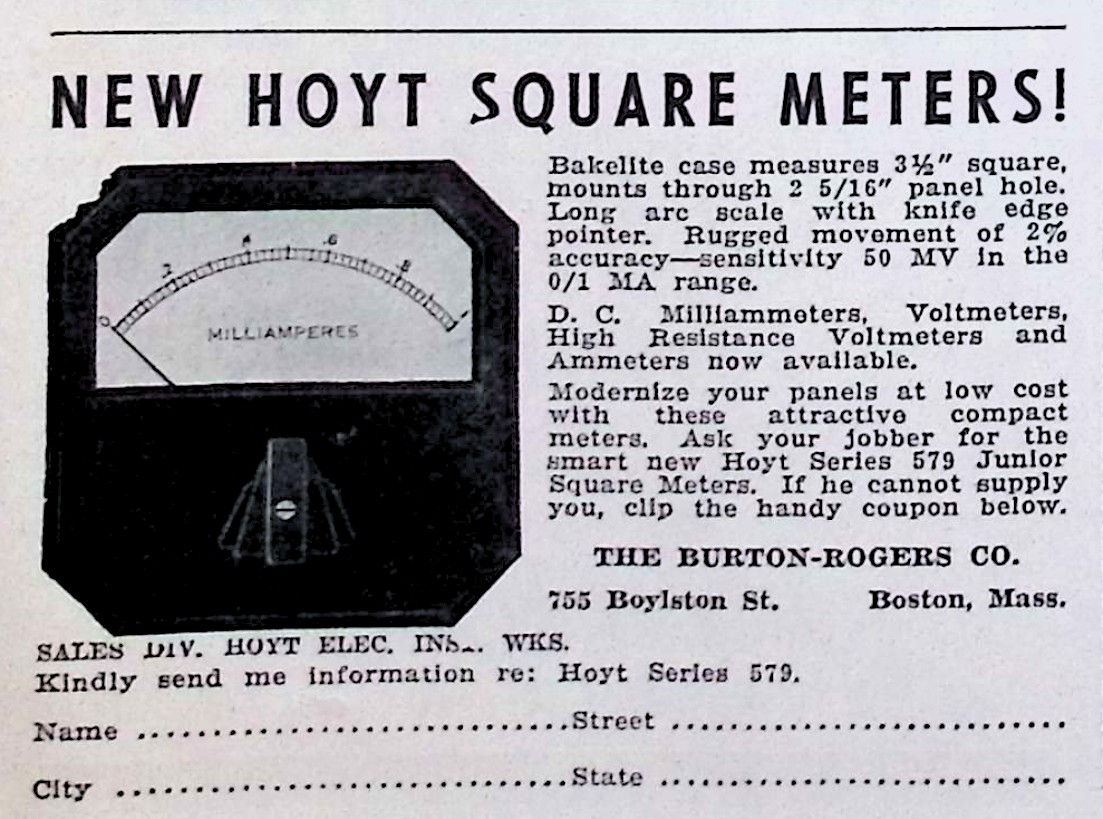 NEW HOYT SQUARE METERS!
0 .2 .4 .6 .8 1
MILLIAMPERES
Bakelite case measures 3½" square,
mounts through 2 5/16" panel hole.
Long arc scale with knife edge
pointer. Rugged movement of 2%
accuracy—sensitivity 50 MV in the
0/1 MA range.
D. C. Milliammeters, Voltmeters,
High Resistance Voltmeters and
Ammeters now available.
Modernize your panels at low cost
with these attractive compact
meters. Ask your jobber for the
smart new Hoyt Series 579 Junior
Square Meters. If he cannot supply
you, clip the handy coupon below.
THE BURTON-ROGERS CO.
755 Boylston St. Boston, Mass.
SALES DIV. HOYT ELEC. INS.. WKS.
Kindly send me information re: Hoyt Series 579.
Name ..............................Street ...........................
City ...............................State ............................